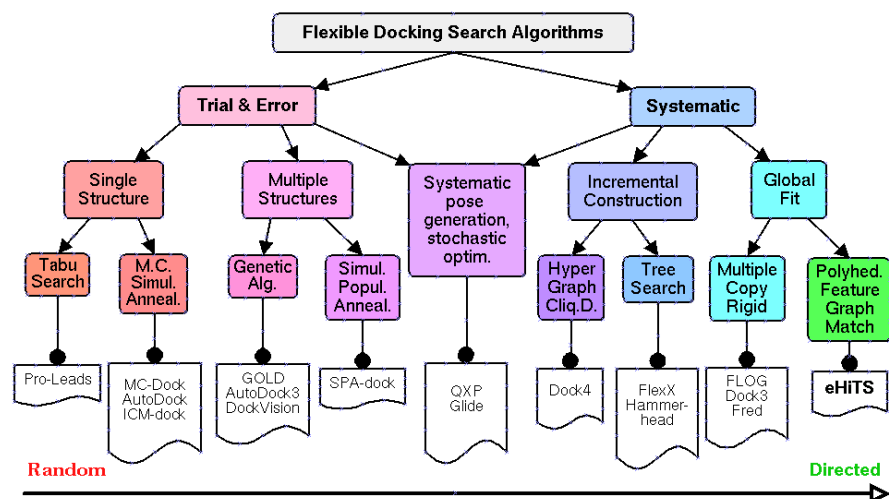 Flexible Docking Search Algorithms
Trial & Error
Systematic
Single
Structure
Multiple
Structures
Systematic
pose
generation,
stochastic
optim.
Incremental
Construction
Global
Fit
Tabu
Search
M.C.
Simul.
Anneal.
Genetic
Alg.
Simul.
Popul.
Anneal.
Hyper
Graph
Cliq.D.
Tree
Search
Multiple
Copy
Rigid
Polyhed.
Feature
Graph
Match
Pro-Leads
MC-Dock
AutoDock
ICM-dock
GOLD
AutoDock3
DockVision
SPA-dock
QXP
Glide
Dock4
FlexX
Hammer-
head
FLOG
Dock3
Fred
eHiTS
Random
Directed